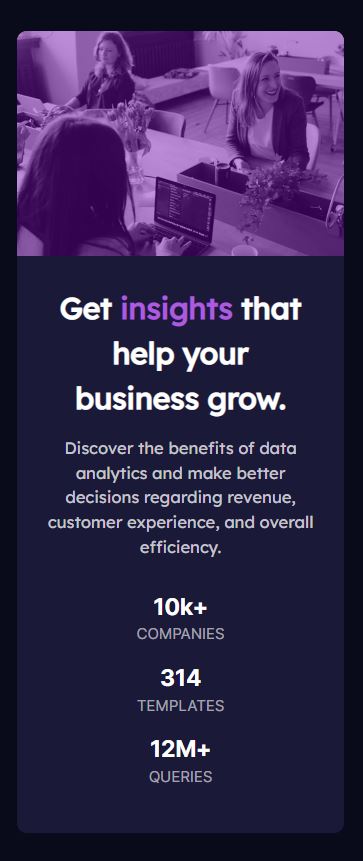 Get insights that
help your
business grow.
Discover the benefits of data
analytics and make better
decisions regarding revenue,
customer experience, and overall
efficiency.
10k+
COMPANIES
314
TEMPLATES
12M+
QUERIES